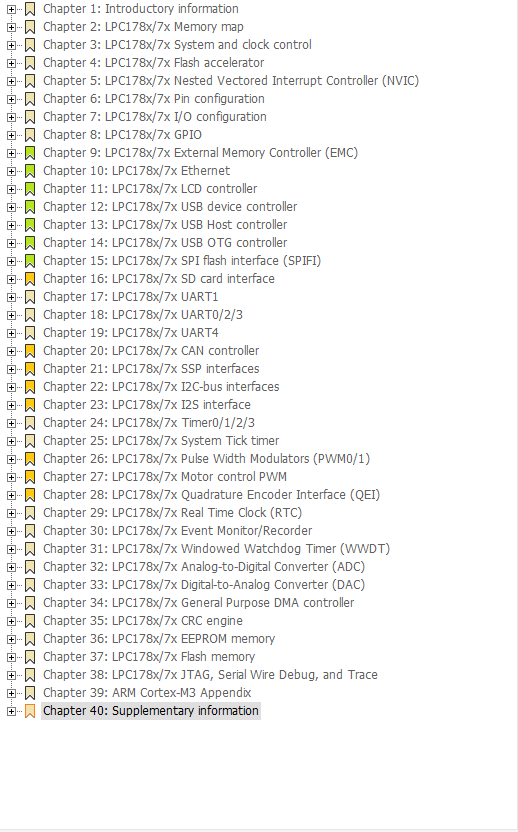 Chapter 1: Introductory information
Chapter 2: LPC178x/7x Memory map
Chapter 3: LPC178x/7x System and clock control
Chapter 4: LPC178x/7x Flash accelerator
Chapter 5: LPC178x/7x Nested Vectored Interrupt Controller (NVIC)
Chapter 6: LPC178x/7x Pin configuration
Chapter 7: LPC178x/7x I/O configuration
Chapter 8: LPC178x/7x GPIO
Chapter 9: LPC178x/7x External Memory Controller (EMC)
Chapter 10: LPC178x/7x Ethernet
Chapter 11: LPC178x/7x LCD controller
Chapter 12: LPC178x/7x USB device controller
Chapter 13: LPC178x/7x USB Host controller
Chapter 14: LPC178x/7x USB OTG controller
Chapter 15: LPC178x/7x SPI flash interface (SPIFI)
Chapter 16: LPC178x/7x SD card interface
Chapter 17: LPC178x/7x UART1
Chapter 18: LPC178x/7x UART0/2/3
Chapter 19: LPC178x/7x UART4
Chapter 20: LPC178x/7x CAN controller
Chapter 21: LPC178x/7x SSP interfaces
Chapter 22: LPC178x/7x I2C-bus interfaces
Chapter 23: LPC178x/7x I2S interface
Chapter 24: LPC178x/7x Timer0/1/2/3
Chapter 25: LPC178x/7x System Tick timer
Chapter 26: LPC178x/7x Pulse Width Modulators (PWM0/1)
Chapter 27: LPC178x/7x Motor control PWM
Chapter 28: LPC178x/7x Quadrature Encoder Interface (QEI)
Chapter 29: LPC178x/7x Real Time Clock (RTC)
Chapter 30: LPC178x/7x Event Monitor/Recorder
Chapter 31: LPC178x/7x Windowed Watchdog Timer (WWDT)
Chapter 32: LPC178x/7x Analog-to-Digital Converter (ADC)
Chapter 33: LPC178x/7x Digital-to-Analog Converter (DAC)
Chapter 34: LPC178x/7x General Purpose DMA controller
Chapter 35: LPC178x/7x CRC engine
Chapter 36: LPC178x/7x EEPROM memory
Chapter 37: LPC178x/7x Flash memory
Chapter 38: LPC178x/7x JTAG, Serial Wire Debug, and Trace
Chapter 39: ARM Cortex-M3 Appendix
Chapter 40: Supplementary information